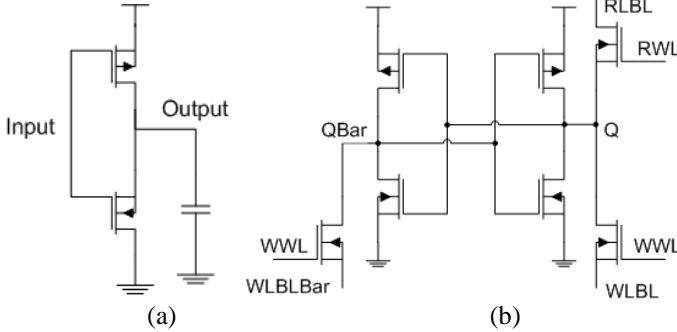 RLBL
RWL
Output
Input
QBar
Q
WWL
WWL
WLBLBar
WLBL
(a)
(b)